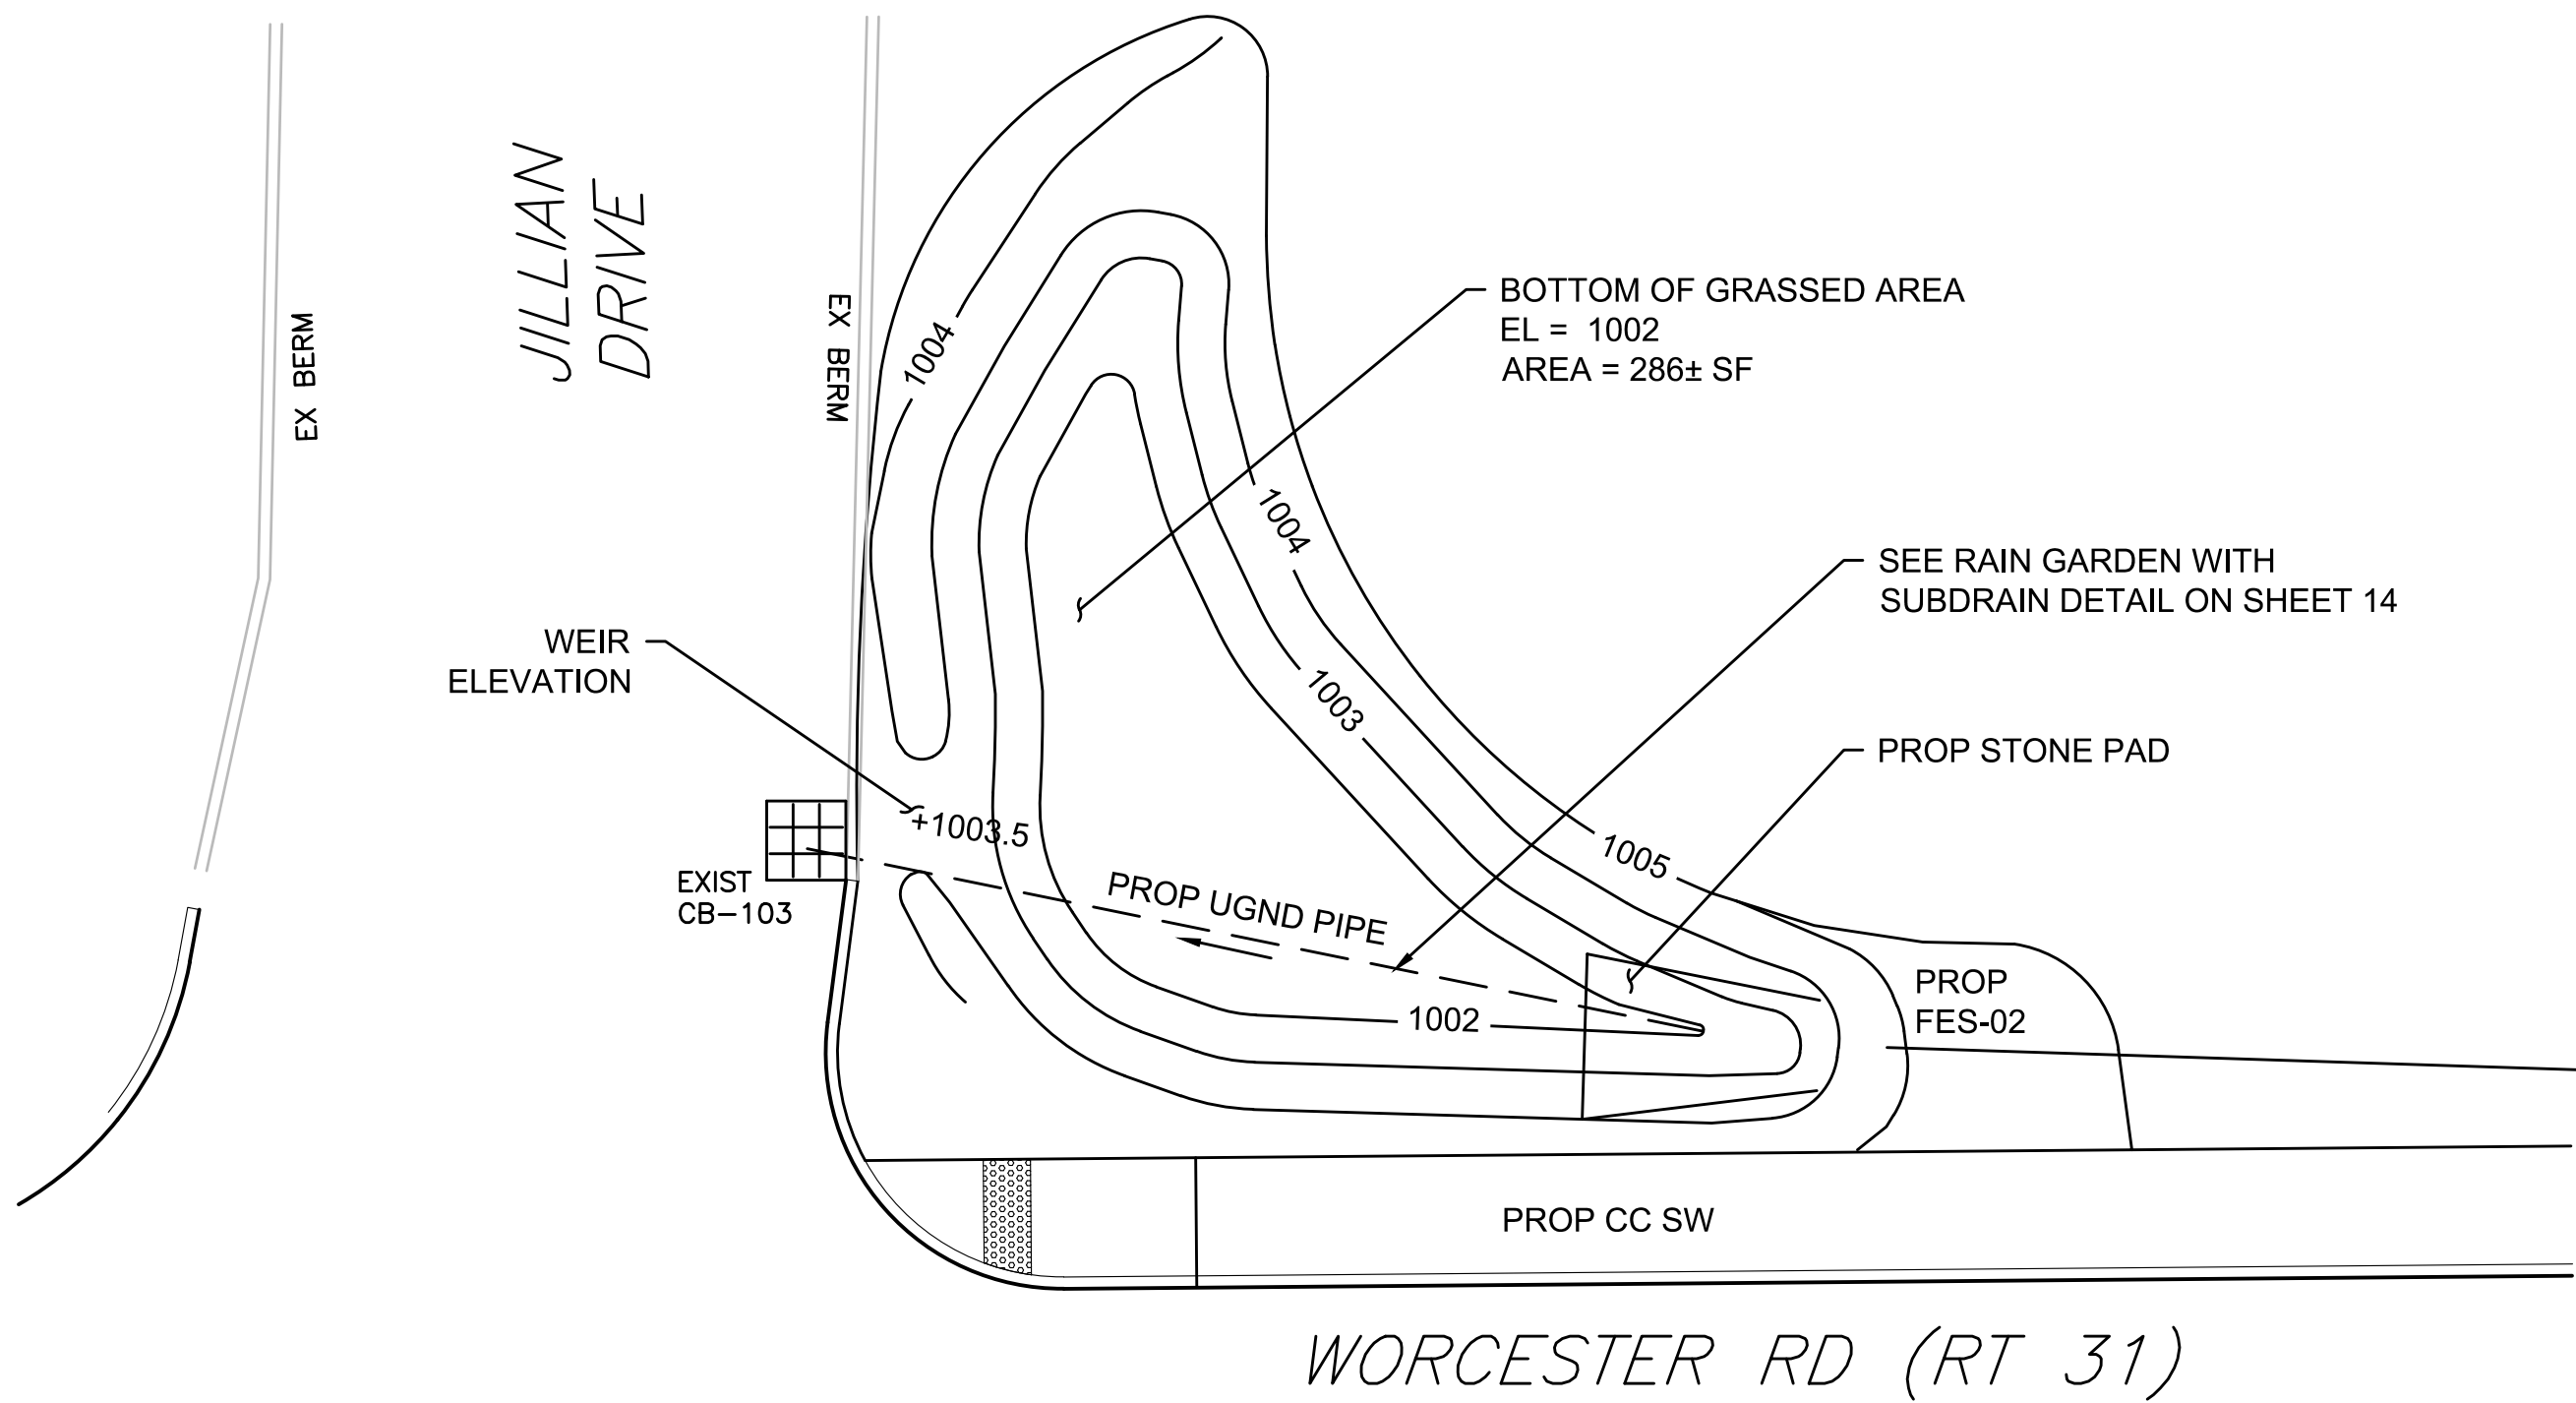 JILLIAN
DRIVE
EX BERM
EX BERM
1004
BOTTOM OF GRASSED AREA
EL = 1002
AREA = 286± SF
1004
SEE RAIN GARDEN WITH
SUBDRAIN DETAIL ON SHEET 14
WEIR
ELEVATION
1003
PROP STONE PAD
+1003.5
1005
EXIST
CB-103
PROP UGND PIPE
PROP
FES-02
1002
PROP CC SW
WORCESTER RD (RT 31)